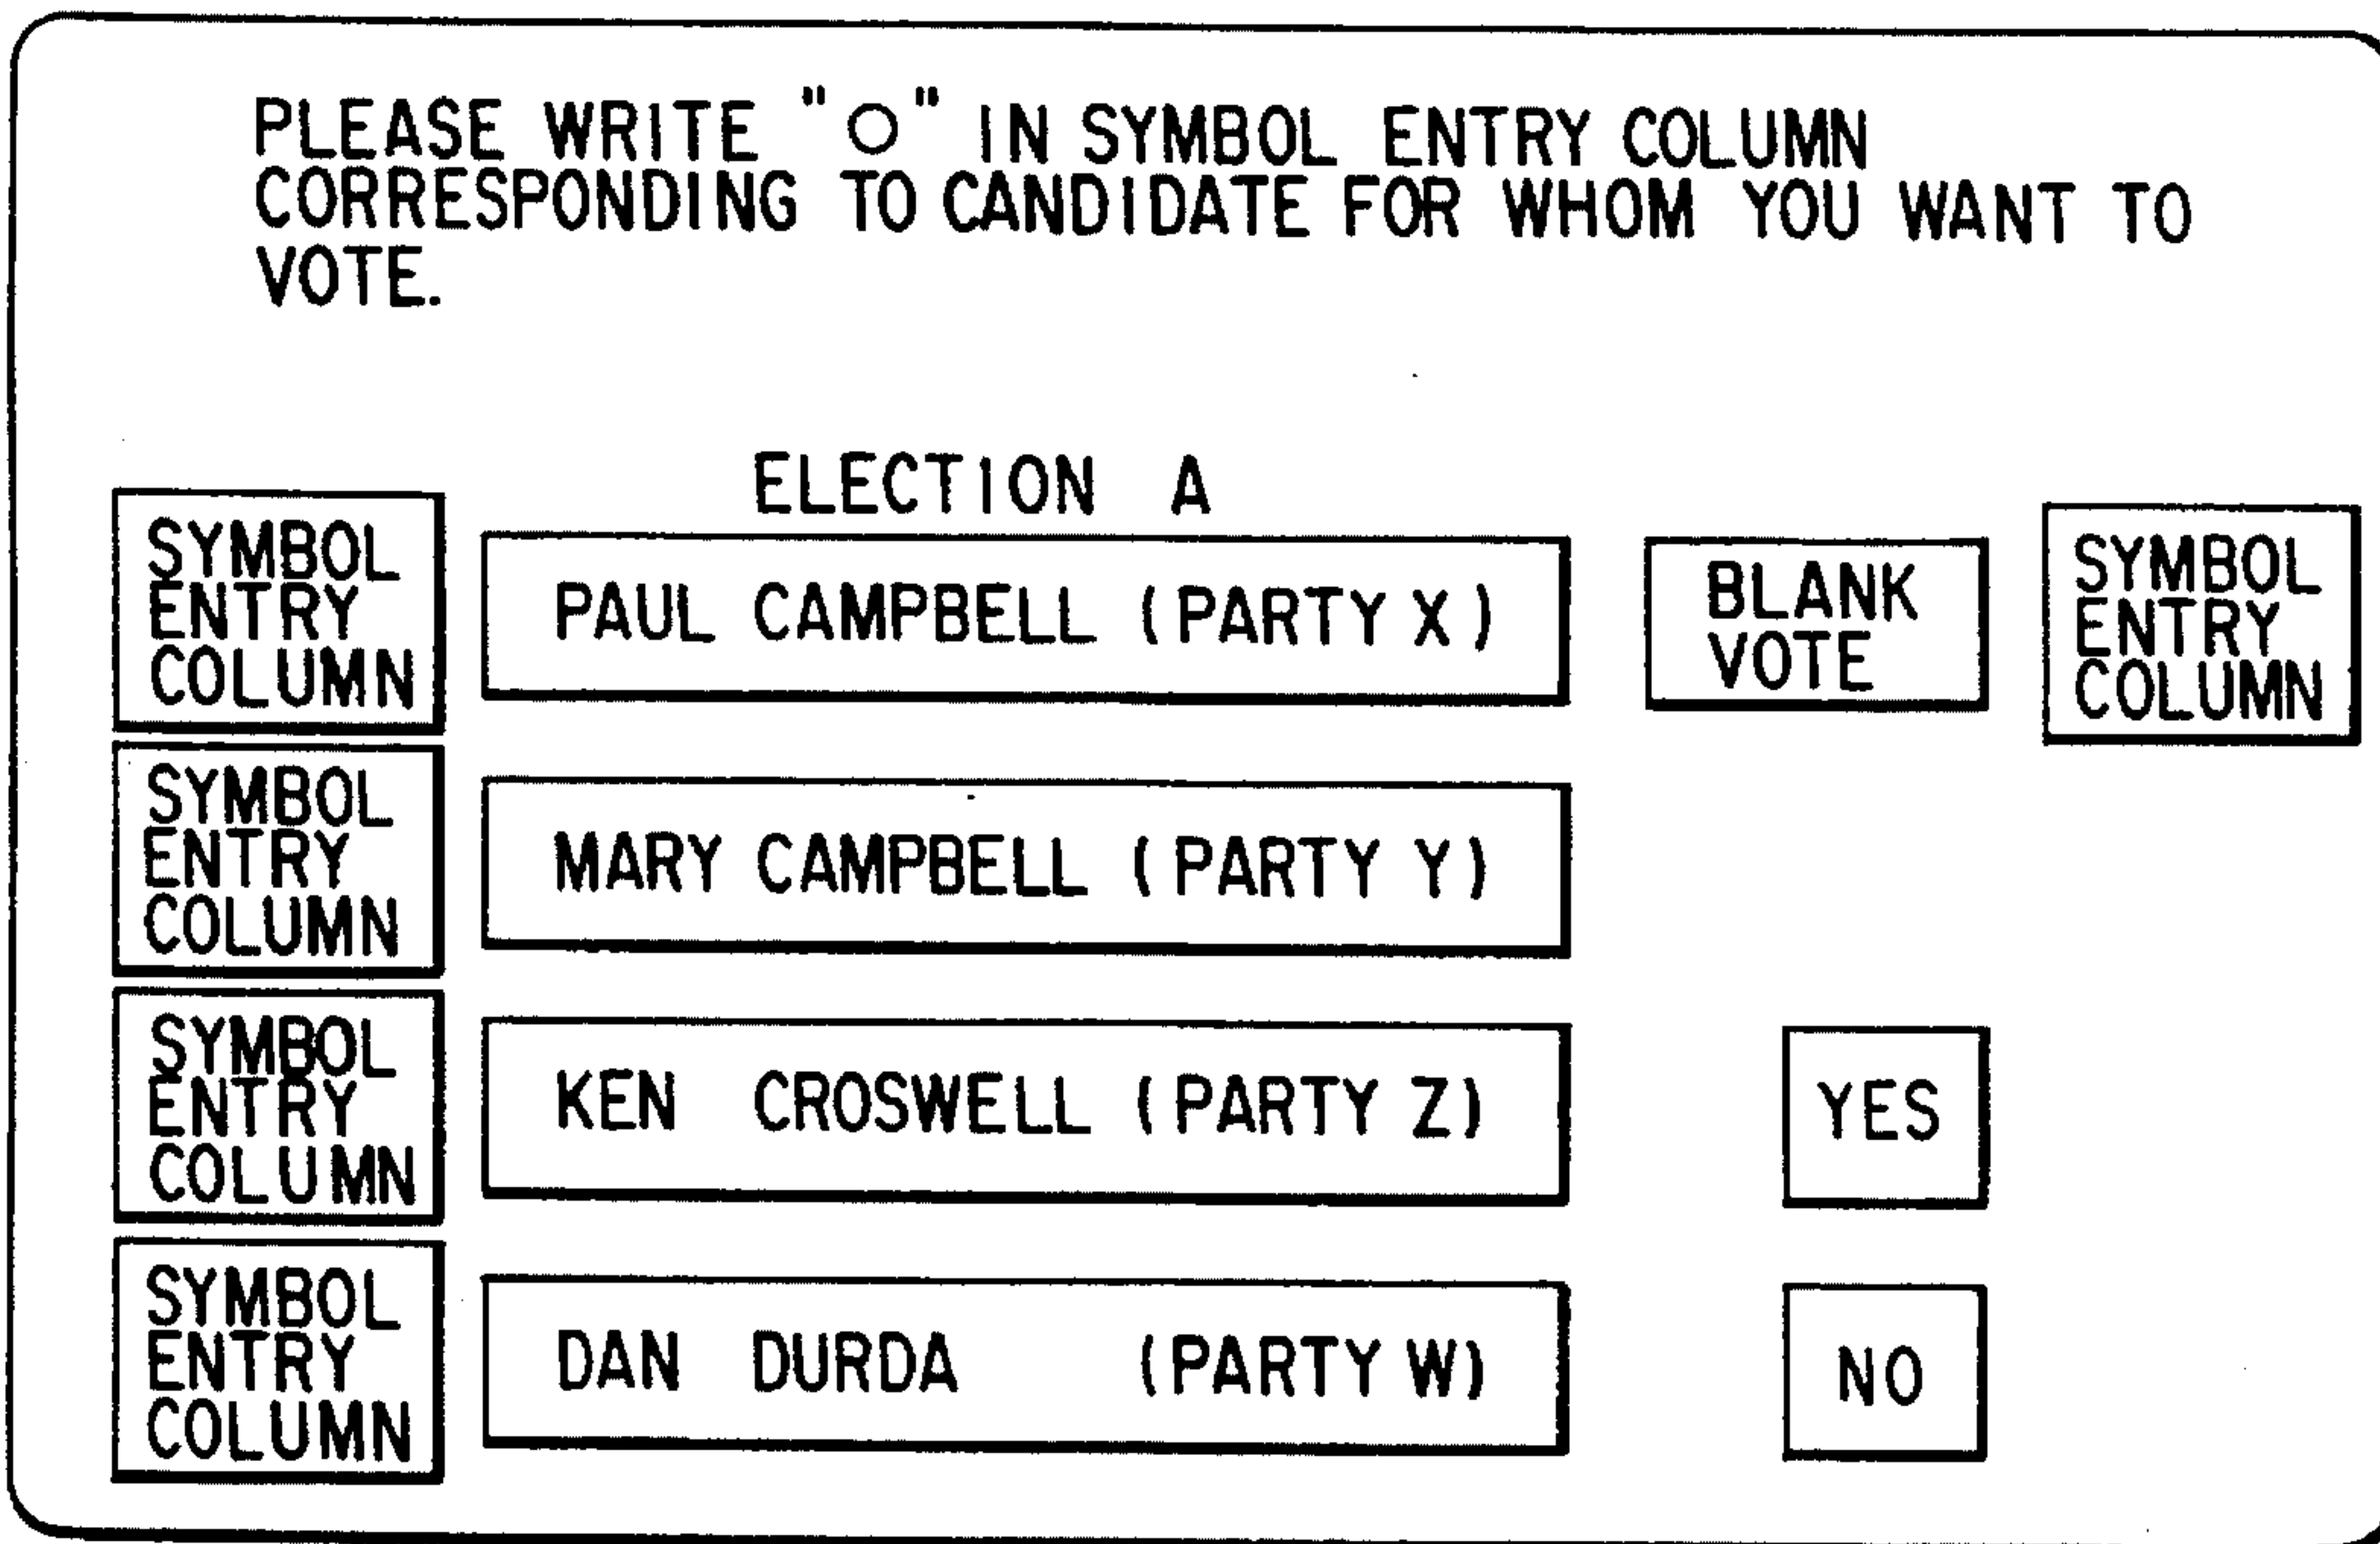 PLEASE WRITE "○" IN SYMBOL ENTRY COLUMN
CORRESPONDING TO CANDIDATE FOR WHOM YOU WANT TO
VOTE.
ELECTION A
SYMBOL
ENTRY
COLUMN
PAUL CAMPBELL (PARTY X)
BLANK
VOTE
SYMBOL
ENTRY
COLUMN
SYMBOL
ENTRY
COLUMN
MARY CAMPBELL (PARTY Y)
SYMBOL
ENTRY
COLUMN
KEN CROSWELL (PARTY Z)
YES
SYMBOL
ENTRY
COLUMN
DAN DURDA (PARTY W)
NO